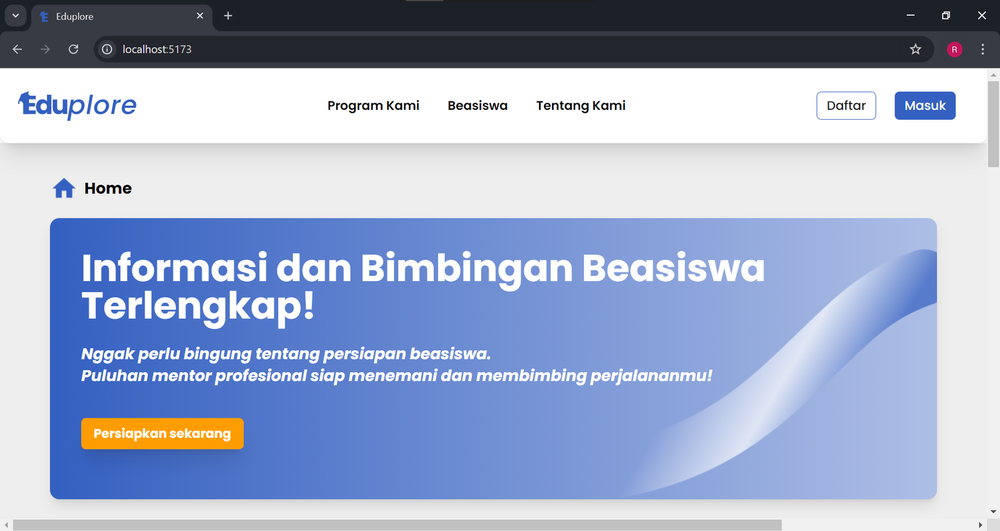 Eduplore
localhost:5173
R
Eduplore
Program Kami
Beasiswa
Tentang Kami
Daftar
Masuk
Home
Informasi dan Bimbingan Beasiswa
Terlengkap!
Nggak perlu bingung tentang persiapan beasiswa.
Puluhan mentor profesional siap menemani dan membimbing perjalananmu!
Persiapkan sekarang